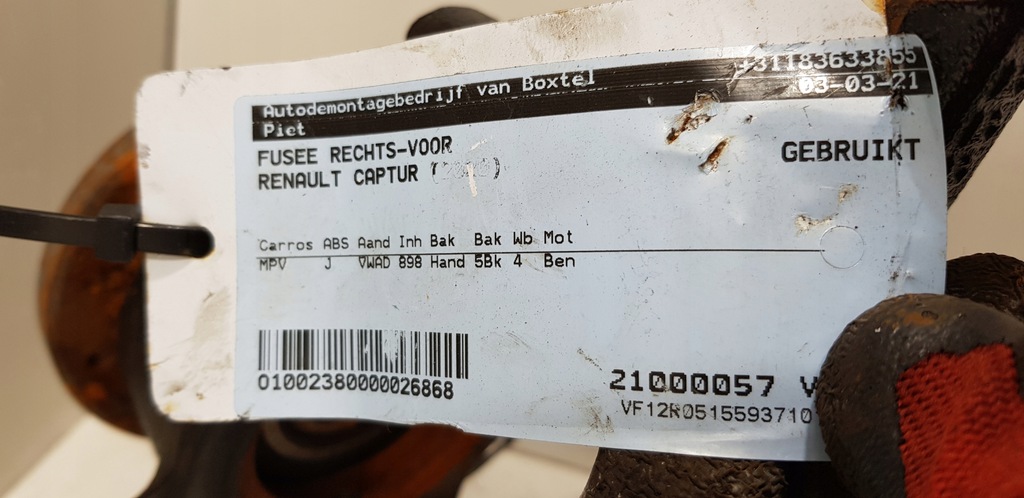 +31183633855
Autodemontagebedrijf van Boxtel 03-03-21
Piet
FUSEE RECHTS-VOOR GEBRUIKT
RENAULT CAPTUR
Carros ABS Aand Inh Bak Bak Wb Mot
MPV J VWAD 898 Hand 5Bk 4 Ben
01002380000026868
21000057 V
VF12R0515593710